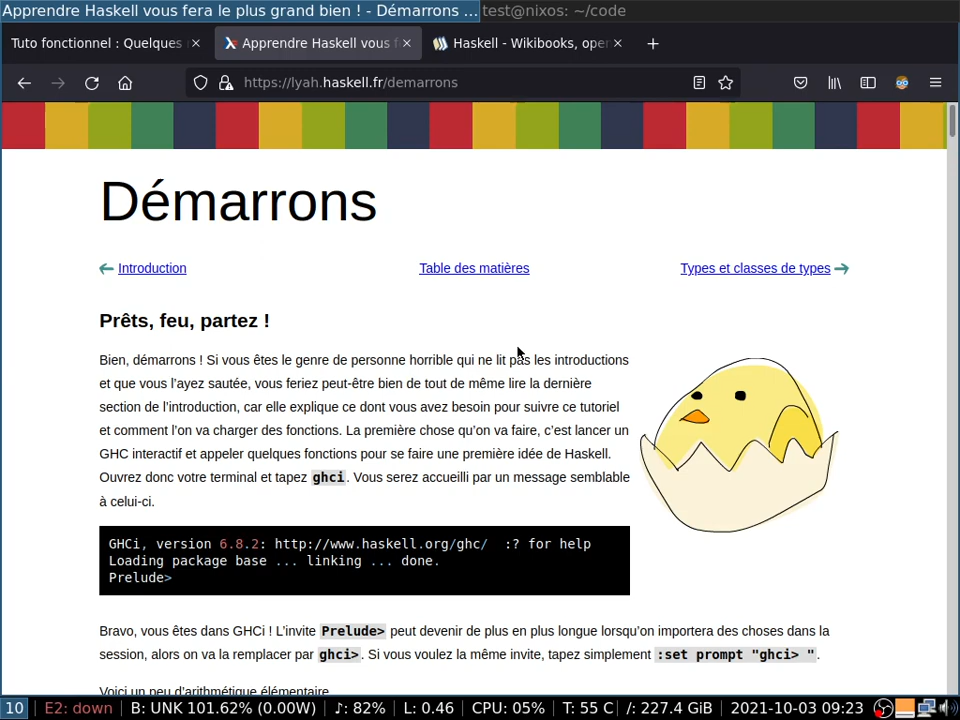 Apprendre Haskell vous fera le plus grand bien ! - Démarrons ... test@nixos: ~/code
Tuto fonctionnel : Quelques
Apprendre Haskell vous f
Haskell - Wikibooks, open
https://lyah.haskell.fr/demarrons
Démarrons
Introduction
Table des matières
Types et classes de types
Prêts, feu, partez !
Bien, démarrons ! Si vous êtes le genre de personne horrible qui ne lit pas les introductions
et que vous l’ayez sautée, vous feriez peut-être bien de tout de même lire la dernière
section de l’introduction, car elle explique ce dont vous avez besoin pour suivre ce tutoriel
et comment l’on va charger des fonctions. La première chose qu’on va faire, c’est lancer un
GHC interactif et appeler quelques fonctions pour se faire une première idée de Haskell.
Ouvrez donc votre terminal et tapez ghci. Vous serez accueilli par un message semblable
à celui-ci.
GHCi, version 6.8.2: http://www.haskell.org/ghc/  :? for help
Loading package base ... linking ... done.
Prelude>
Bravo, vous êtes dans GHCi ! L’invite Prelude> peut devenir de plus en plus longue lorsqu’on importera des choses dans la
session, alors on va la remplacer par ghci>. Si vous voulez la même invite, tapez simplement :set prompt "ghci> ".
Voici un peu d’arithmétique élémentaire.
10 | E2: down | B: UNK 101.62% (0.00W) | ♪: 82% | L: 0.46 | CPU: 05% | T: 55 C | /: 227.4 GiB | 2021-10-03 09:23